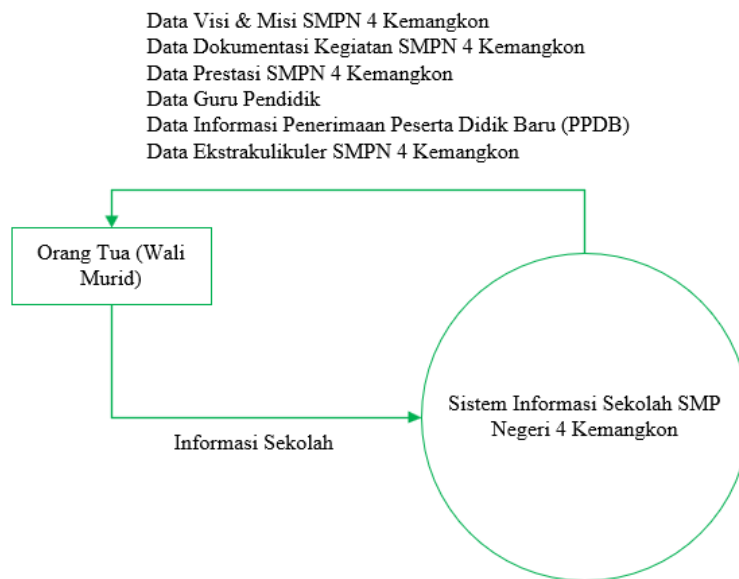 Data Visi & Misi SMPN 4 Kemangkon
Data Dokumentasi Kegiatan SMPN 4 Kemangkon
Data Prestasi SMPN 4 Kemangkon
Data Guru Pendidik
Data Informasi Penerimaan Peserta Didik Baru (PPDB)
Data Ekstrakulikuler SMPN 4 Kemangkon
Orang Tua (Wali
Murid)
Sistem Informasi Sekolah SMP
Negeri 4 Kemangkon
Informasi Sekolah